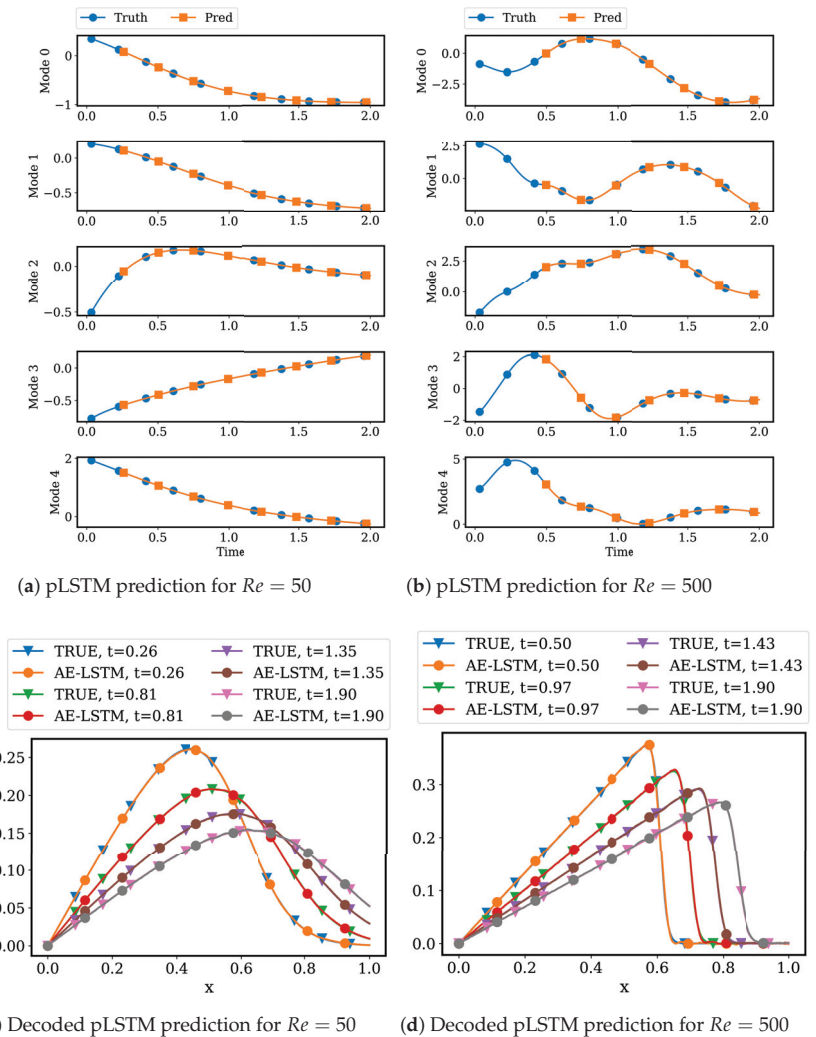 Truth Pred
Mode 0
0
−1
0.0 0.5 1.0 1.5 2.0
Mode 1
0.0
−0.5
0.0 0.5 1.0 1.5 2.0
Mode 2
0.0
−0.5
0.0 0.5 1.0 1.5 2.0
Mode 3
0.0
−0.5
0.0 0.5 1.0 1.5 2.0
Mode 4
2
0
0.0 0.5 1.0 1.5 2.0
Time
(a) pLSTM prediction for Re = 50
Truth Pred
Mode 0
0.0
−2.5
0.0 0.5 1.0 1.5 2.0
Mode 1
2.5
0.0
0.0 0.5 1.0 1.5 2.0
Mode 2
2.5
0.0
0.0 0.5 1.0 1.5 2.0
Mode 3
2
0
−2
0.0 0.5 1.0 1.5 2.0
Mode 4
5
0
0.0 0.5 1.0 1.5 2.0
Time
(b) pLSTM prediction for Re = 500
TRUE, t=0.26 TRUE, t=1.35
AE-LSTM, t=0.26 AE-LSTM, t=1.35
TRUE, t=0.81 TRUE, t=1.90
AE-LSTM, t=0.81 AE-LSTM, t=1.90
.25
0.20
0.15
0.10
0.05
0.00
0.0 0.2 0.4 0.6 0.8 1.0
x
) Decoded pLSTM prediction for Re = 50
TRUE, t=0.50 TRUE, t=1.43
AE-LSTM, t=0.50 AE-LSTM, t=1.43
TRUE, t=0.97 TRUE, t=1.90
AE-LSTM, t=0.97 AE-LSTM, t=1.90
0.3
0.2
0.1
0.0
0.0 0.2 0.4 0.6 0.8 1.0
x
(d) Decoded pLSTM prediction for Re = 500